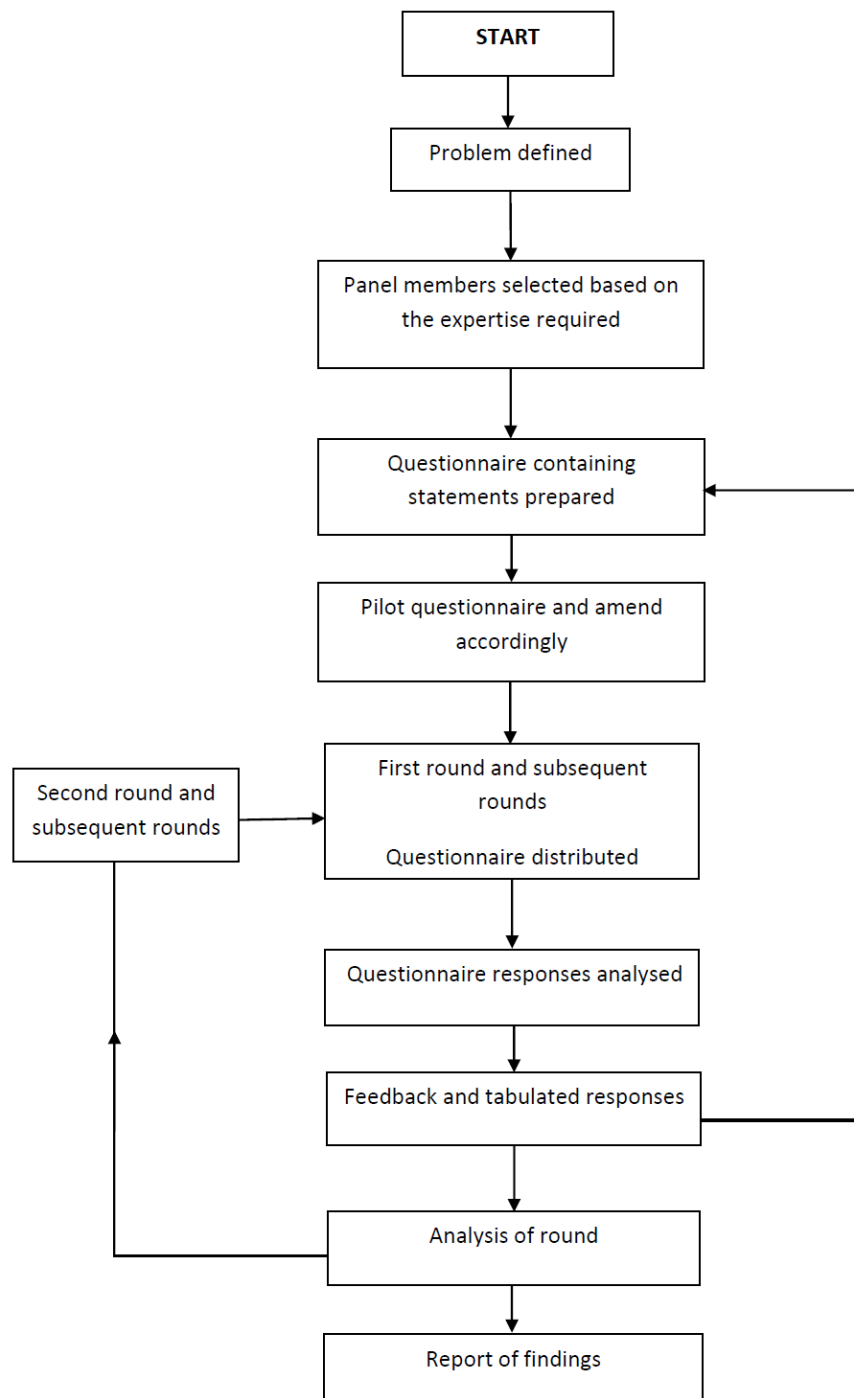 START
Problem defined
Panel members selected based on
the expertise required
Questionnaire containing
statements prepared
Pilot questionnaire and amend
accordingly
First round and subsequent
rounds
Questionnaire distributed
Second round and
subsequent rounds
Questionnaire responses analysed
Feedback and tabulated responses
Analysis of round
Report of findings